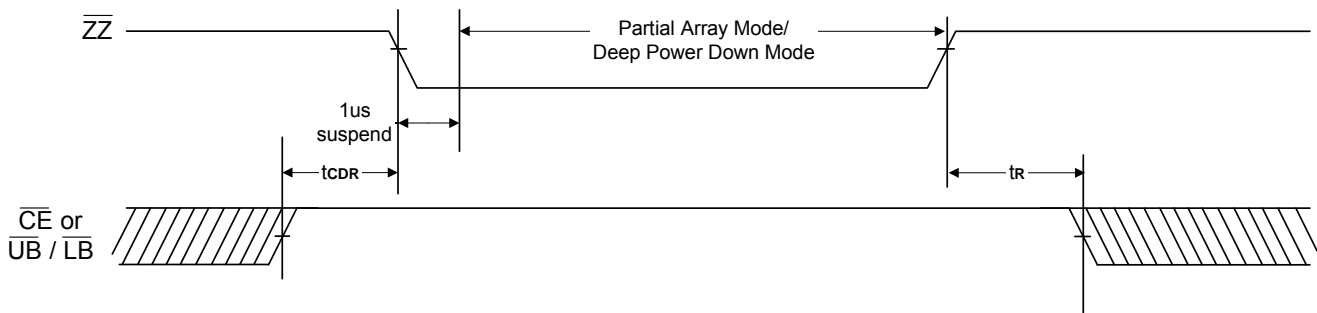 ZZ
Partial Array Mode/
Deep Power Down Mode
1us
suspend
tCDR
tR
CE or
UB / LB